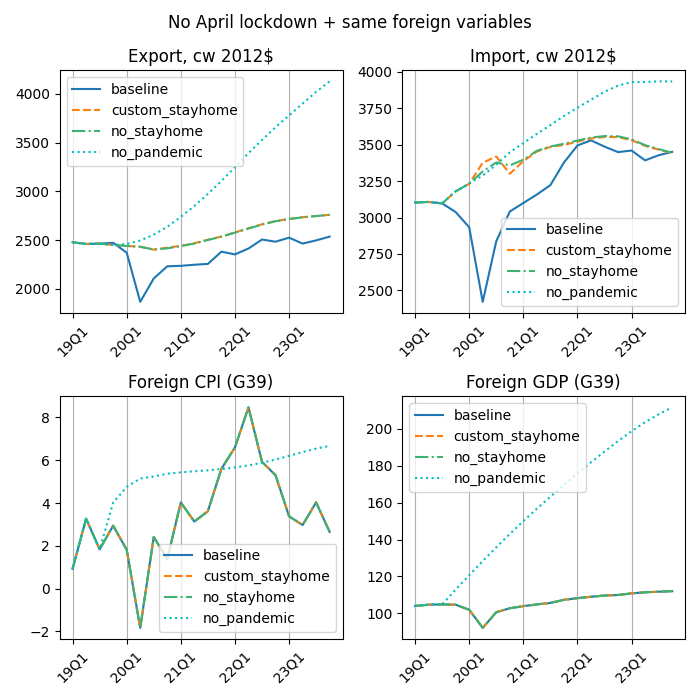 No April lockdown + same foreign variables
Export, cw 2012$
4000
3500
3000
2500
2000
baseline
custom_stayhome
no_stayhome
no_pandemic
19Q1
20Q1
21Q1
22Q1
23Q1
Import, cw 2012$
4000
3750
3500
3250
3000
2750
2500
baseline
custom_stayhome
no_stayhome
no_pandemic
19Q1
20Q1
21Q1
22Q1
23Q1
Foreign CPI (G39)
8
6
4
2
0
−2
baseline
custom_stayhome
no_stayhome
no_pandemic
19Q1
20Q1
21Q1
22Q1
23Q1
Foreign GDP (G39)
200
180
160
140
120
100
baseline
custom_stayhome
no_stayhome
no_pandemic
19Q1
20Q1
21Q1
22Q1
23Q1